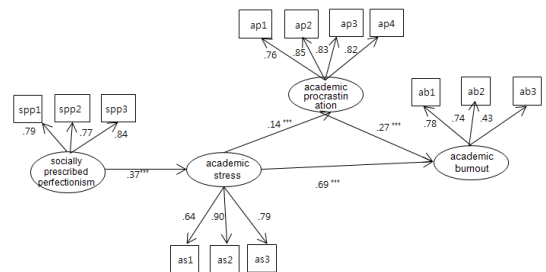 ap1 ap2 ap3 ap4
.76 .85 .83 .82
academic
procrastin
ation
spp1 spp2 spp3
.79 .77 .84
ab1 ab2 ab3
.78 .74 .43
.14 ***
.27 ***
socially
prescribed
perfectionism
.37***
academic
stress
.69 ***
academic
burnout
.64 .90 .79
as1 as2 as3